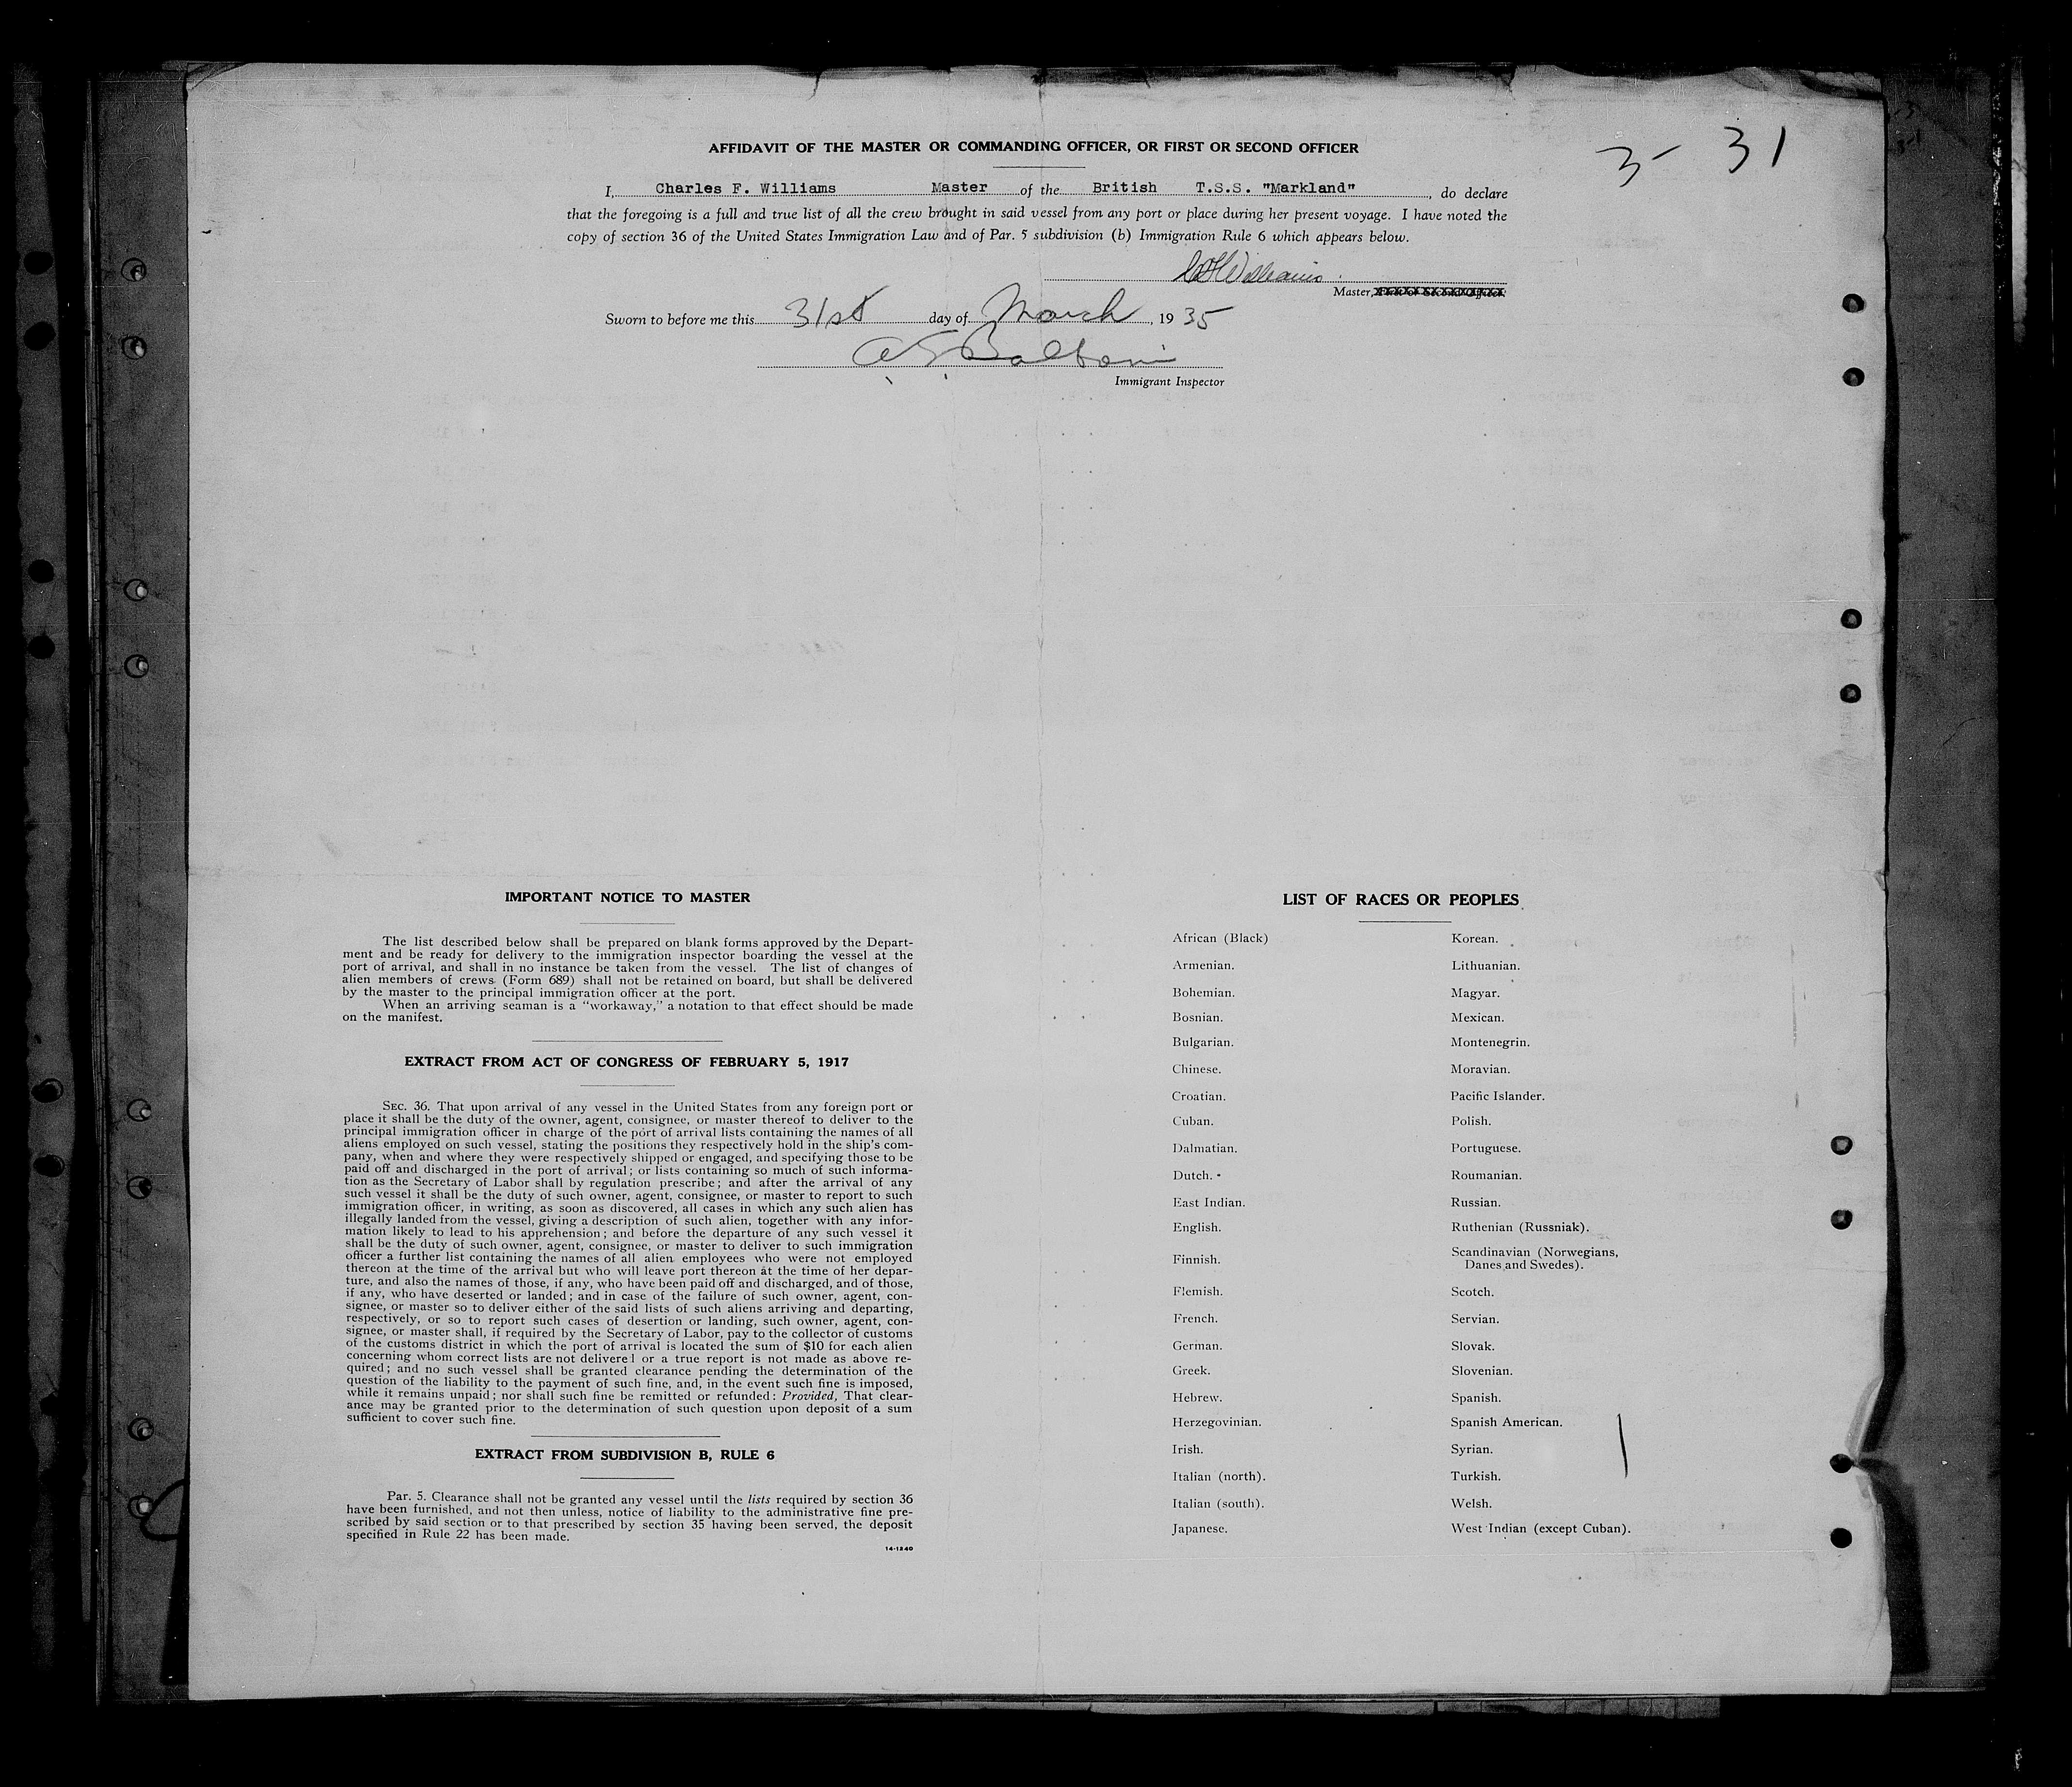 3- 31
AFFIDAVIT OF THE MASTER OR COMMANDING OFFICER, OR FIRST OR SECOND OFFICER
I, Charles F. Williams Master of the British T.S.S. "Markland", do declare
that the foregoing is a full and true list of all the crew brought in said vessel from any port or place during her present voyage. I have noted the
copy of section 36 of the United States Immigration Law and of Par. 5 subdivision (b) Immigration Rule 6 which appears below.
Williams
Master, First or Second Officer.
Sworn to before me this 31st day of March, 19 35
Immigrant Inspector
IMPORTANT NOTICE TO MASTER
The list described below shall be prepared on blank forms approved by the Depart-
ment and be ready for delivery to the immigration inspector boarding the vessel at the
port of arrival, and shall in no instance be taken from the vessel. The list of changes of
alien members of crews (Form 689) shall not be retained on board, but shall be delivered
by the master to the principal immigration officer at the port.
When an arriving seaman is a "workaway," a notation to that effect should be made
on the manifest.
EXTRACT FROM ACT OF CONGRESS OF FEBRUARY 5, 1917
SEC. 36. That upon arrival of any vessel in the United States from any foreign port or
place it shall be the duty of the owner, agent, consignee, or master thereof to deliver to the
principal immigration officer in charge of the port of arrival lists containing the names of all
aliens employed on such vessel, stating the positions they respectively hold in the ship's com-
pany, when and where they were respectively shipped or engaged, and specifying those to be
paid off and discharged in the port of arrival; or lists containing so much of such informa-
tion as the Secretary of Labor shall by regulation prescribe; and after the arrival of any
such vessel it shall be the duty of such owner, agent, consignee, or master to report to such
immigration officer, in writing, as soon as discovered, all cases in which any such alien has
illegally landed from the vessel, giving a description of such alien, together with any infor-
mation likely to lead to his apprehension; and before the departure of any such vessel it
shall be the duty of such owner, agent, consignee, or master to deliver to such immigration
officer a further list containing the names of all alien employees who were not employed
thereon at the time of the arrival but who will leave port thereon at the time of her depar-
ture, and also the names of those, if any, who have been paid off and discharged, and of those,
if any, who have deserted or landed; and in case of the failure of such owner, agent, con-
signee, or master so to deliver either of the said lists of such aliens arriving and departing,
respectively, or so to report such cases of desertion or landing, such owner, agent, con-
signee, or master shall, if required by the Secretary of Labor, pay to the collector of customs
of the customs district in which the port of arrival is located the sum of $10 for each alien
concerning whom correct lists are not delivered or a true report is not made as above re-
quired; and no such vessel shall be granted clearance pending the determination of the
question of the liability to the payment of such fine, and, in the event such fine is imposed,
while it remains unpaid; nor shall such fine be remitted or refunded: Provided, That clear-
ance may be granted prior to the determination of such question upon deposit of a sum
sufficient to cover such fine.
EXTRACT FROM SUBDIVISION B, RULE 6
Par. 5. Clearance shall not be granted any vessel until the lists required by section 36
have been furnished, and not then unless, notice of liability to the administrative fine pre-
scribed by said section or to that prescribed by section 35 having been served, the deposit
specified in Rule 22 has been made.
14-1240
LIST OF RACES OR PEOPLES
African (Black)
Armenian.
Bohemian.
Bosnian.
Bulgarian.
Chinese.
Croatian.
Cuban.
Dalmatian.
Dutch.
East Indian.
English.
Finnish.
Flemish.
French.
German.
Greek.
Hebrew.
Herzegovinian.
Irish.
Italian (north).
Italian (south).
Japanese.
Korean.
Lithuanian.
Magyar.
Mexican.
Montenegrin.
Moravian.
Pacific Islander.
Polish.
Portuguese.
Roumanian.
Russian.
Ruthenian (Russniak).
Scandinavian (Norwegians,
Danes and Swedes).
Scotch.
Servian.
Slovak.
Slovenian.
Spanish.
Spanish American.
Syrian.
Turkish.
Welsh.
West Indian (except Cuban).